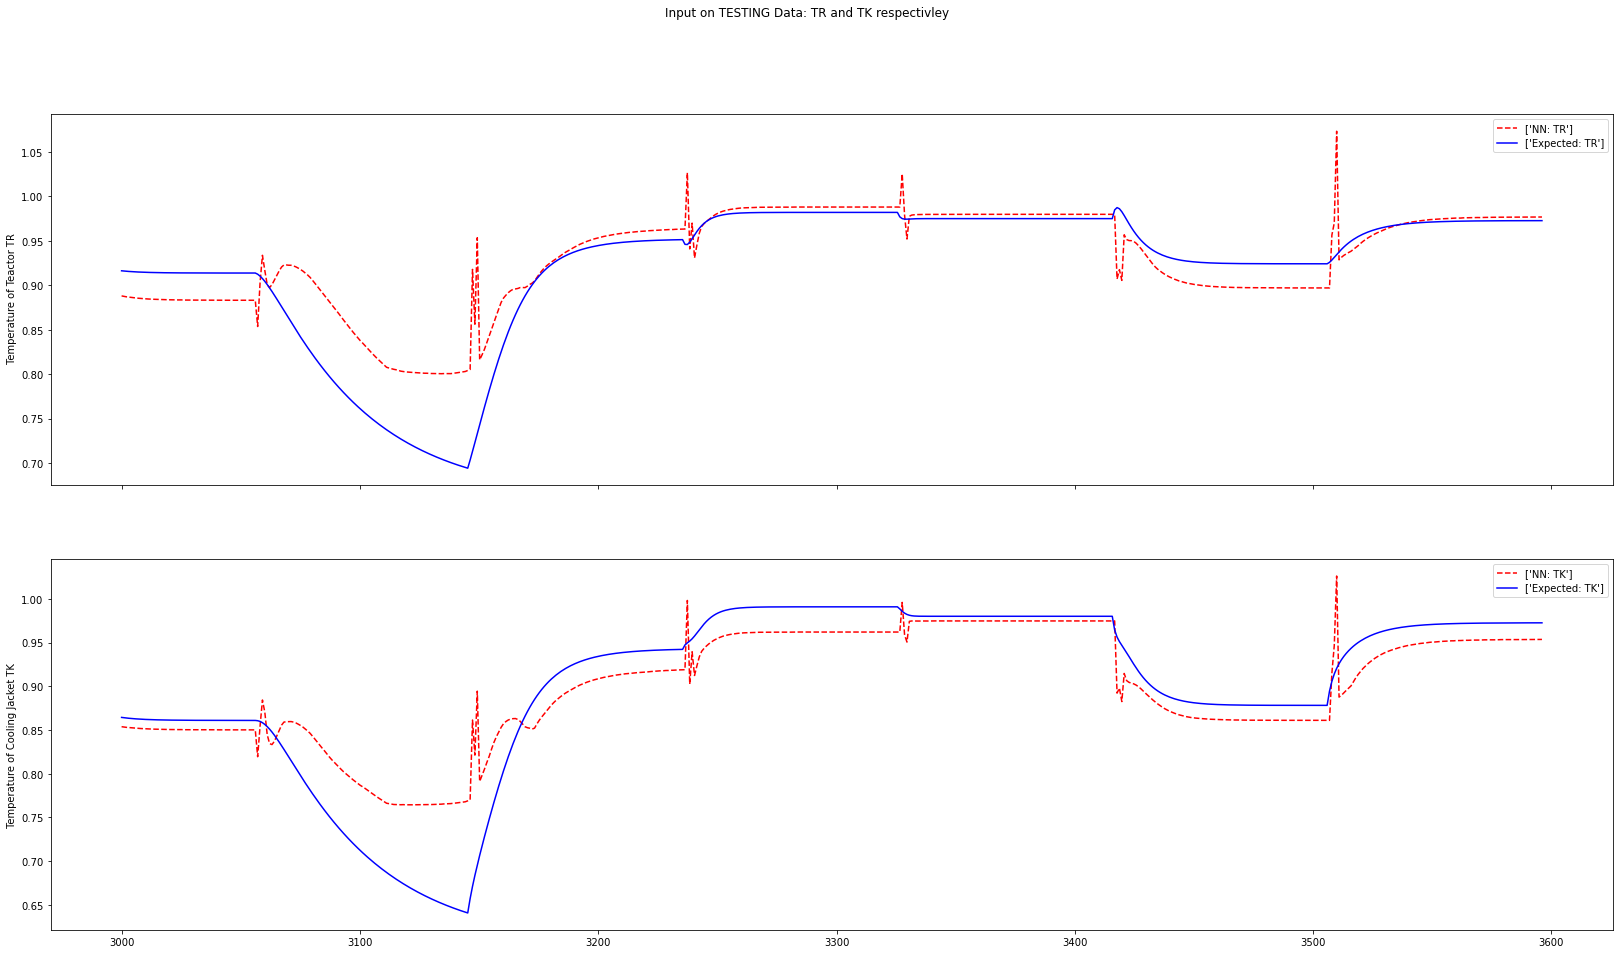 Input on TESTING Data: TR and TK respectivley
Temperature of Teactor TR
1.05
1.00
0.95
0.90
0.85
0.80
0.75
0.70
['NN: TR']
['Expected: TR']
Temperature of Cooling Jacket TK
1.00
0.95
0.90
0.85
0.80
0.75
0.70
0.65
['NN: TK']
['Expected: TK']
3000 3100 3200 3300 3400 3500 3600